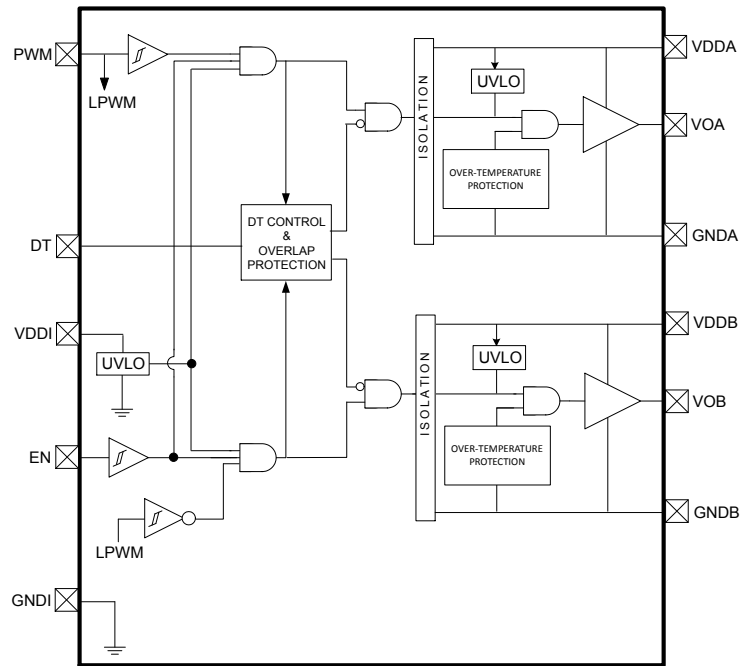 PWM
LPWM
DT
VDDI
UVLO
EN
LPWM
GNDI
DT CONTROL
&
OVERLAP
PROTECTION
ISOLATION
UVLO
OVER-TEMPERATURE
PROTECTION
VDDA
VOA
GNDA
ISOLATION
UVLO
OVER-TEMPERATURE
PROTECTION
VDDB
VOB
GNDB